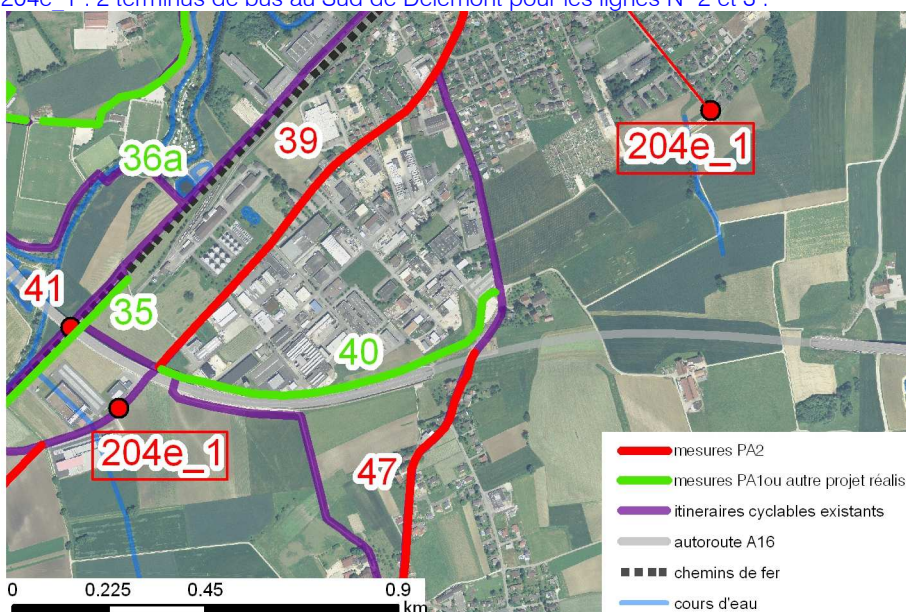 204e_1 : 2 terminus de bus au Sud de Delémont pour les lignes N° 2 et 3 :
36a
39
204e_1
41
35
40
204e_1
47
mesures PA2
mesures PA1ou autre projet réalis
itineraires cyclables existants
autoroute A16
chemins de fer
cours d'eau
0 0.225 0.45 0.9
km